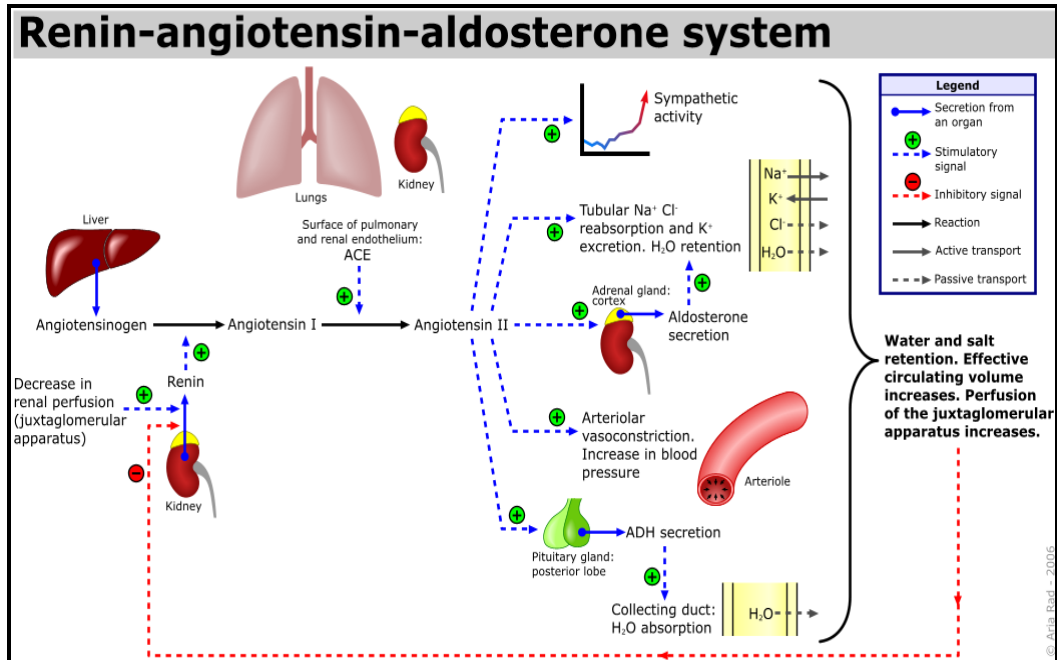 Renin-angiotensin-aldosterone system
Lungs
Kidney
Liver
Surface of pulmonary
and renal endothelium:
ACE
+
Angiotensinogen
Angiotensin I
Angiotensin II
+
Renin
Decrease in
renal perfusion
(juxtaglomerular
apparatus)
+
−
Kidney
+
Sympathetic
activity
+
Tubular Na⁺ Cl⁻
reabsorption and K⁺
excretion. H₂O retention
+
Adrenal gland:
cortex
+
Aldosterone
secretion
+
Arteriolar
vasoconstriction.
Increase in blood
pressure
Arteriole
+
Pituitary gland:
posterior lobe
ADH secretion
+
Collecting duct:
H₂O absorption
H₂O
Na⁺
K⁺
Cl⁻
H₂O
Legend
Secretion from
an organ
+
Stimulatory
signal
−
Inhibitory signal
Reaction
Active transport
Passive transport
Water and salt
retention. Effective
circulating volume
increases. Perfusion
of the juxtaglomerular
apparatus increases.
© Aria Rad - 2006